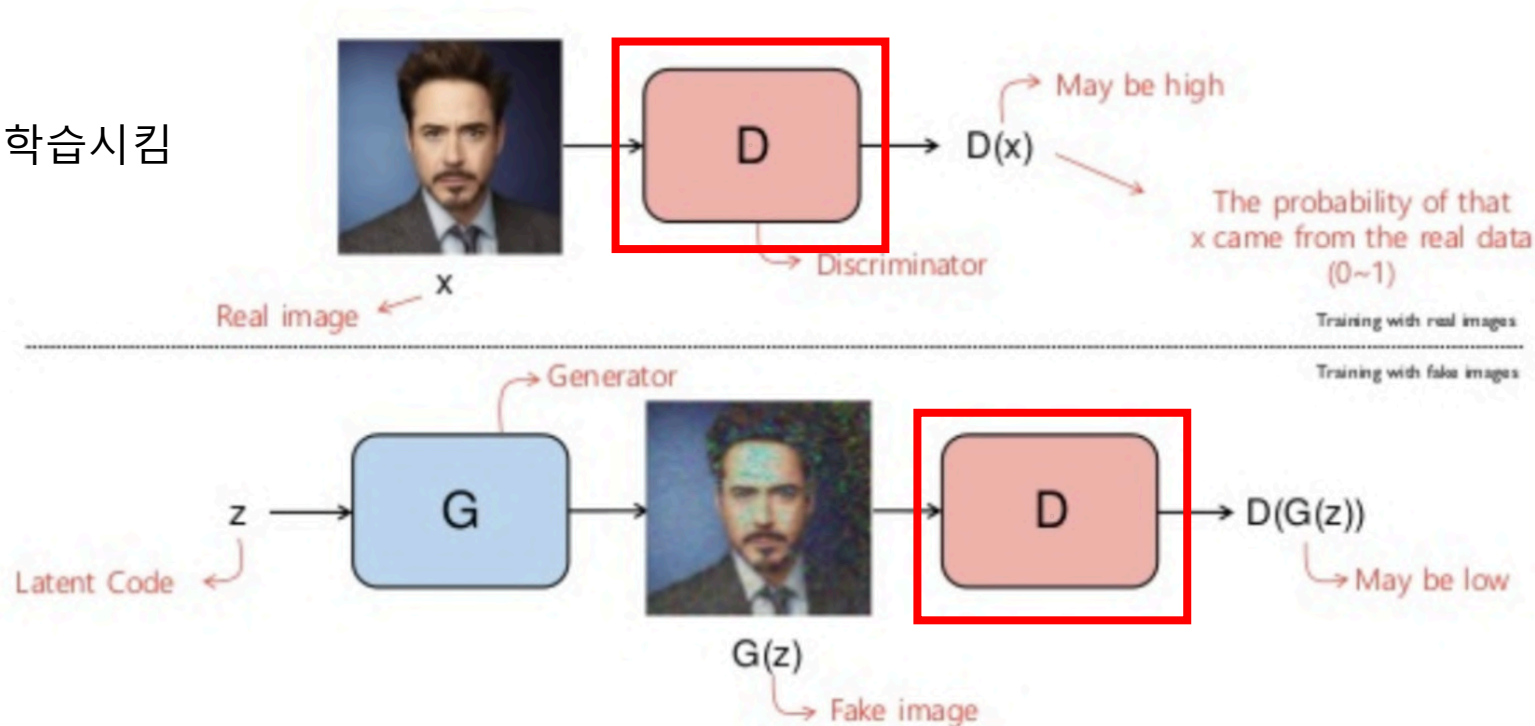 May be high
학습시킴
D
D(x)
The probability of that
x came from the real data
(0~1)
Discriminator
x
Real image
Training with real images
Training with fake images
Generator
z
G
D
D(G(z))
Latent Code
May be low
G(z)
Fake image